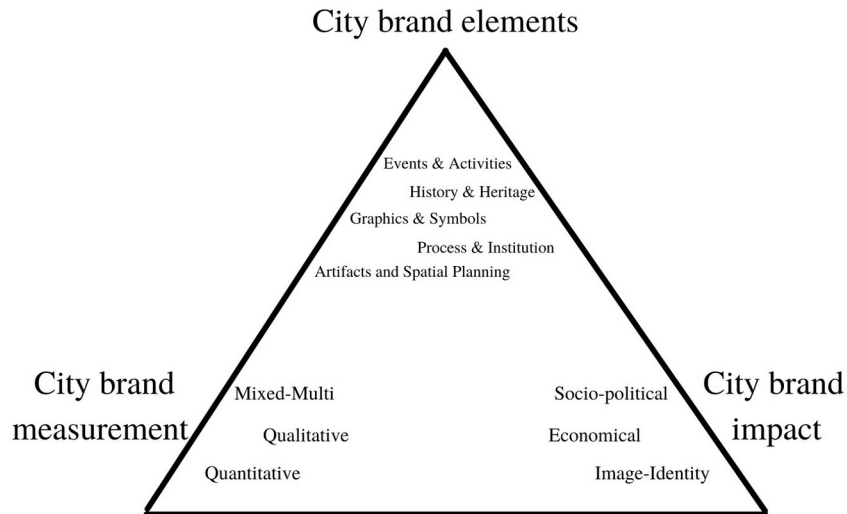 City brand elements
Events & Activities
History & Heritage
Graphics & Symbols
Process & Institution
Artifacts and Spatial Planning
City brand
measurement
Mixed-Multi
Qualitative
Quantitative
Socio-political
Economical
Image-Identity
City brand
impact